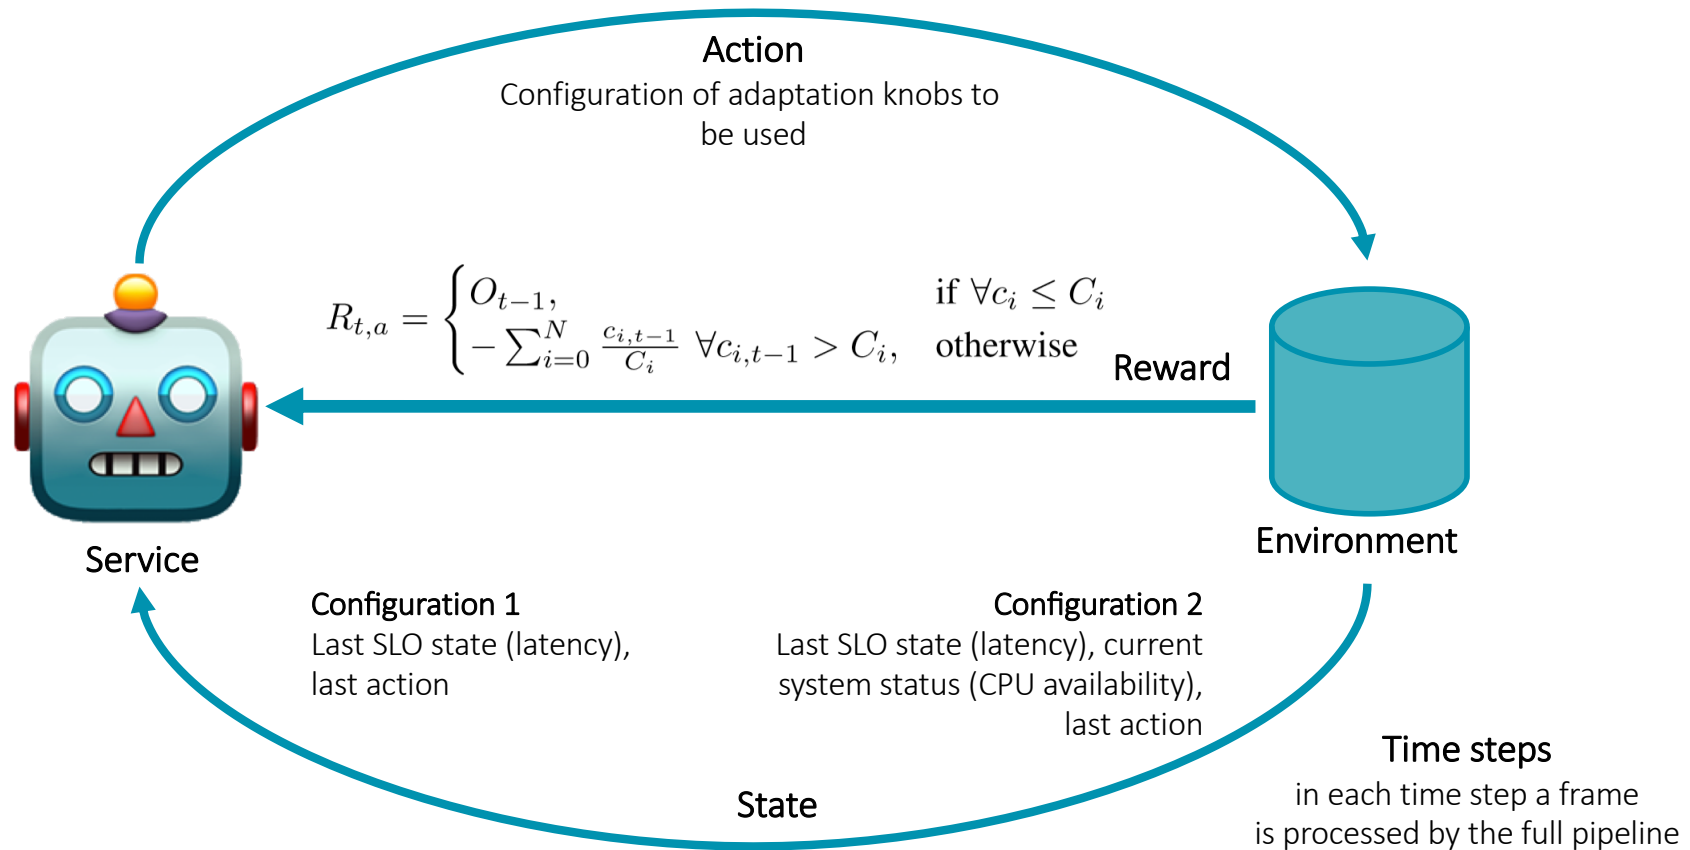 Action
Configuration of adaptation knobs to
be used
R_{t,a} = { O_{t−1}, if ∀c_i ≤ C_i
− ∑_{i=0}^{N} \frac{c_{i,t−1}}{C_i} ∀c_{i,t−1} > C_i, otherwise
Reward
Service
Environment
Configuration 1
Last SLO state (latency),
last action
Configuration 2
Last SLO state (latency), current
system status (CPU availability),
last action
State
Time steps
in each time step a frame
is processed by the full pipeline